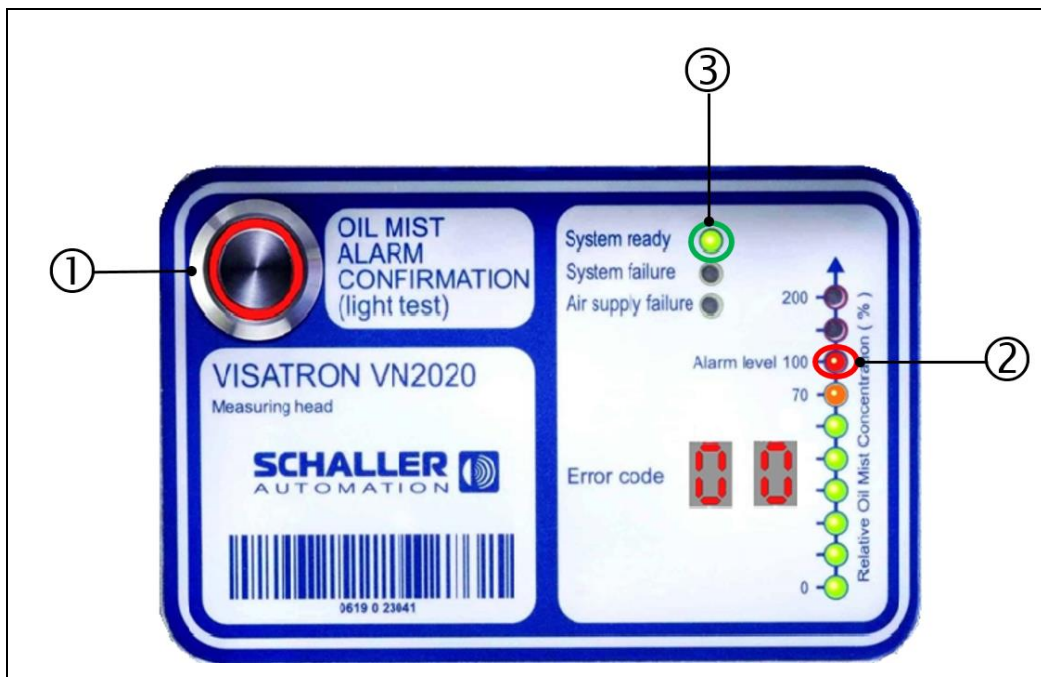 ③
①
②
OIL MIST
ALARM
CONFIRMATION
(light test)
VISATRON VN2020
Measuring head
SCHALLER
AUTOMATION
0619 0 23041
System ready
System failure
Air supply failure
200
Alarm level 100
70
0
Relative Oil Mist Concentration (%)
Error code
00